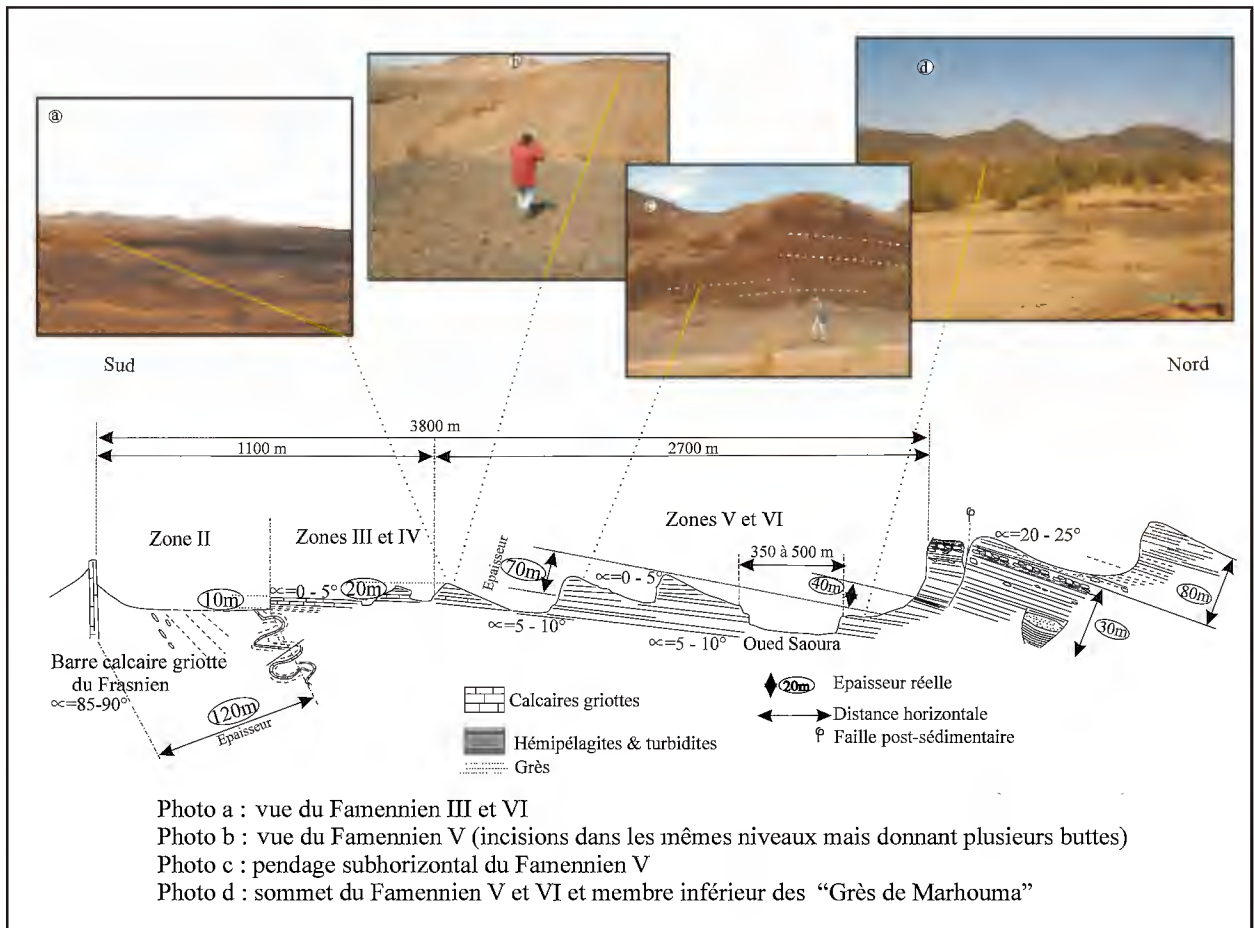 ⓐ
ⓑ
ⓒ
ⓓ
Sud
Nord
3800 m
1100 m
2700 m
Zone II
Zones III et IV
Zones V et VI
350 à 500 m
∝=20 - 25°
Epaisseur
70m
∝=0 - 5°
40m
∝=0 - 5°
20m
10m
80m
30m
∝=5 - 10°
∝=5 - 10°
Oued Saoura
Barre calcaire griotte
du Frasnien
∝=85-90°
120m
Epaisseur
Calcaires griottes
Hémipélagites & turbidites
Grès
20m Epaisseur réelle
Distance horizontale
Faille post-sédimentaire
Photo a : vue du Famennien III et VI
Photo b : vue du Famennien V (incisions dans les mêmes niveaux mais donnant plusieurs buttes)
Photo c : pendage subhorizontal du Famennien V
Photo d : sommet du Famennien V et VI et membre inférieur des “Grès de Marhouma”